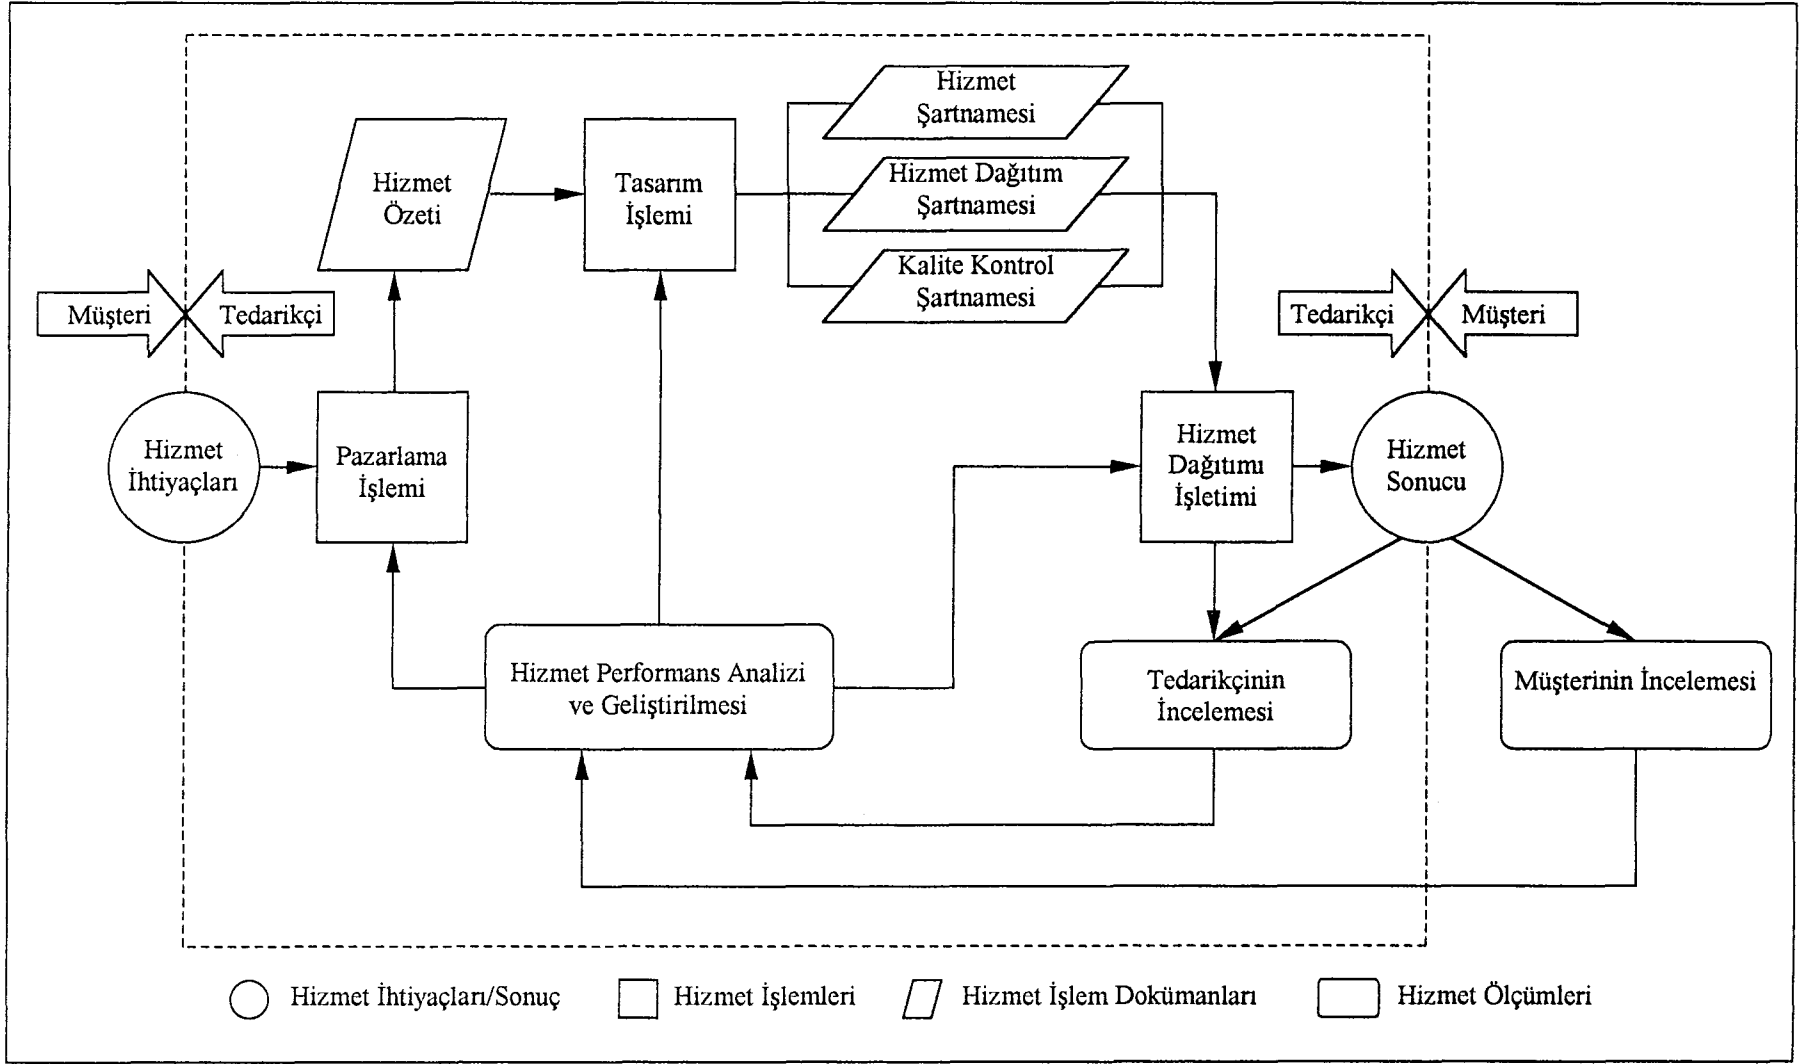 Hizmet
Şartnamesi
Hizmet
Özeti
Tasarım
İşlemi
Hizmet Dağıtım
Şartnamesi
Kalite Kontrol
Şartnamesi
Müşteri
Tedarikçi
Tedarikçi
Müşteri
Hizmet
İhtiyaçları
Pazarlama
İşlemi
Hizmet
Dağıtımı
İşletimi
Hizmet
Sonucu
Hizmet Performans Analizi
ve Geliştirilmesi
Tedarikçinin
İncelemesi
Müşterinin İncelemesi
Hizmet İhtiyaçları/Sonuç
Hizmet İşlemleri
Hizmet İşlem Dokümanları
Hizmet Ölçümleri